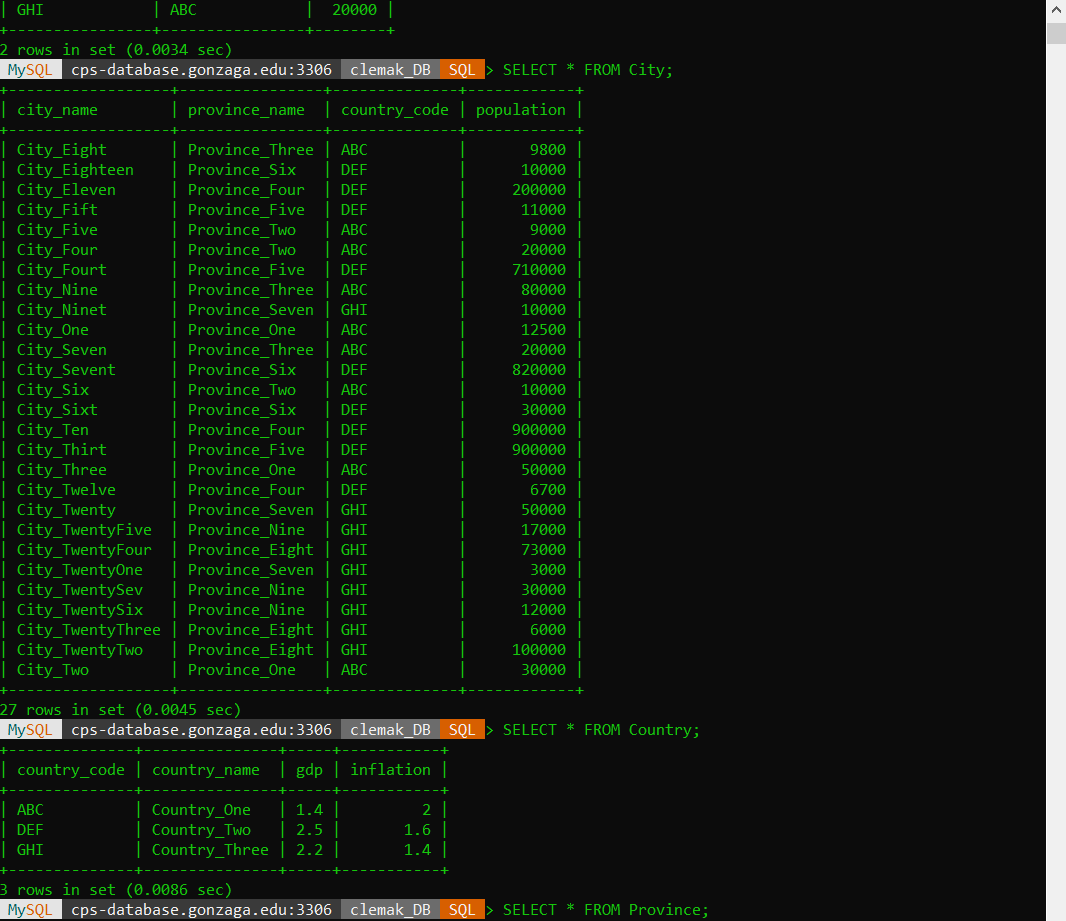 | GHI             | ABC            |  20000 |
+-----------------+----------------+--------+
2 rows in set (0.0034 sec)
MySQL cps-database.gonzaga.edu:3306 clemak_DB SQL > SELECT * FROM City;
+------------------+----------------+--------------+------------+
| city_name        | province_name  | country_code | population |
+------------------+----------------+--------------+------------+
| City_Eight       | Province_Three | ABC          |       9800 |
| City_Eighteen    | Province_Six   | DEF          |      10000 |
| City_Eleven      | Province_Four  | DEF          |     200000 |
| City_Fift        | Province_Five  | DEF          |      11000 |
| City_Five        | Province_Two   | ABC          |       9000 |
| City_Four        | Province_Two   | ABC          |      20000 |
| City_Fourt       | Province_Five  | DEF          |     710000 |
| City_Nine        | Province_Three | ABC          |      80000 |
| City_Ninet       | Province_Seven | GHI          |      10000 |
| City_One         | Province_One   | ABC          |      12500 |
| City_Seven       | Province_Three | ABC          |      20000 |
| City_Sevent      | Province_Six   | DEF          |     820000 |
| City_Six         | Province_Two   | ABC          |      10000 |
| City_Sixt        | Province_Six   | DEF          |      30000 |
| City_Ten         | Province_Four  | DEF          |     900000 |
| City_Thirt       | Province_Five  | DEF          |     900000 |
| City_Three       | Province_One   | ABC          |      50000 |
| City_Twelve      | Province_Four  | DEF          |       6700 |
| City_Twenty      | Province_Seven | GHI          |      50000 |
| City_TwentyFive  | Province_Nine  | GHI          |      17000 |
| City_TwentyFour  | Province_Eight | GHI          |      73000 |
| City_TwentyOne   | Province_Seven | GHI          |       3000 |
| City_TwentySev   | Province_Nine  | GHI          |      30000 |
| City_TwentySix   | Province_Nine  | GHI          |      12000 |
| City_TwentyThree | Province_Eight | GHI          |       6000 |
| City_TwentyTwo   | Province_Eight | GHI          |     100000 |
| City_Two         | Province_One   | ABC          |      30000 |
+------------------+----------------+--------------+------------+
27 rows in set (0.0045 sec)
MySQL cps-database.gonzaga.edu:3306 clemak_DB SQL > SELECT * FROM Country;
+--------------+---------------+-----+-----------+
| country_code | country_name  | gdp | inflation |
+--------------+---------------+-----+-----------+
| ABC          | Country_One   | 1.4 |         2 |
| DEF          | Country_Two   | 2.5 |       1.6 |
| GHI          | Country_Three | 2.2 |       1.4 |
+--------------+---------------+-----+-----------+
3 rows in set (0.0086 sec)
MySQL cps-database.gonzaga.edu:3306 clemak_DB SQL > SELECT * FROM Province;